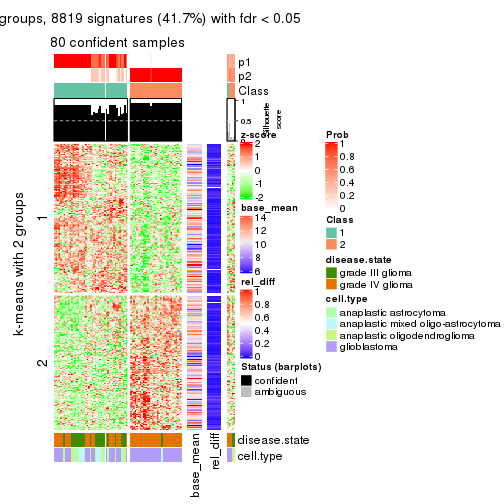 groups, 8819 signatures (41.7%) with fdr < 0.05
80 confident samples
p1
p2
Class
1
0.5
0
Silhouette
score
k-means with 2 groups
1
2
z-score
2
1
0
-1
-2
base_mean
14
12
10
8
6
rel_diff
1
0.8
0.6
0.4
0.2
0
Status (barplots)
confident
ambiguous
Prob
1
0.8
0.6
0.4
0.2
0
Class
1
2
disease.state
grade III glioma
grade IV glioma
cell.type
anaplastic astrocytoma
anaplastic mixed oligo-astrocytoma
anaplastic oligodendroglioma
glioblastoma
disease.state
cell.type
base_mean
rel_diff